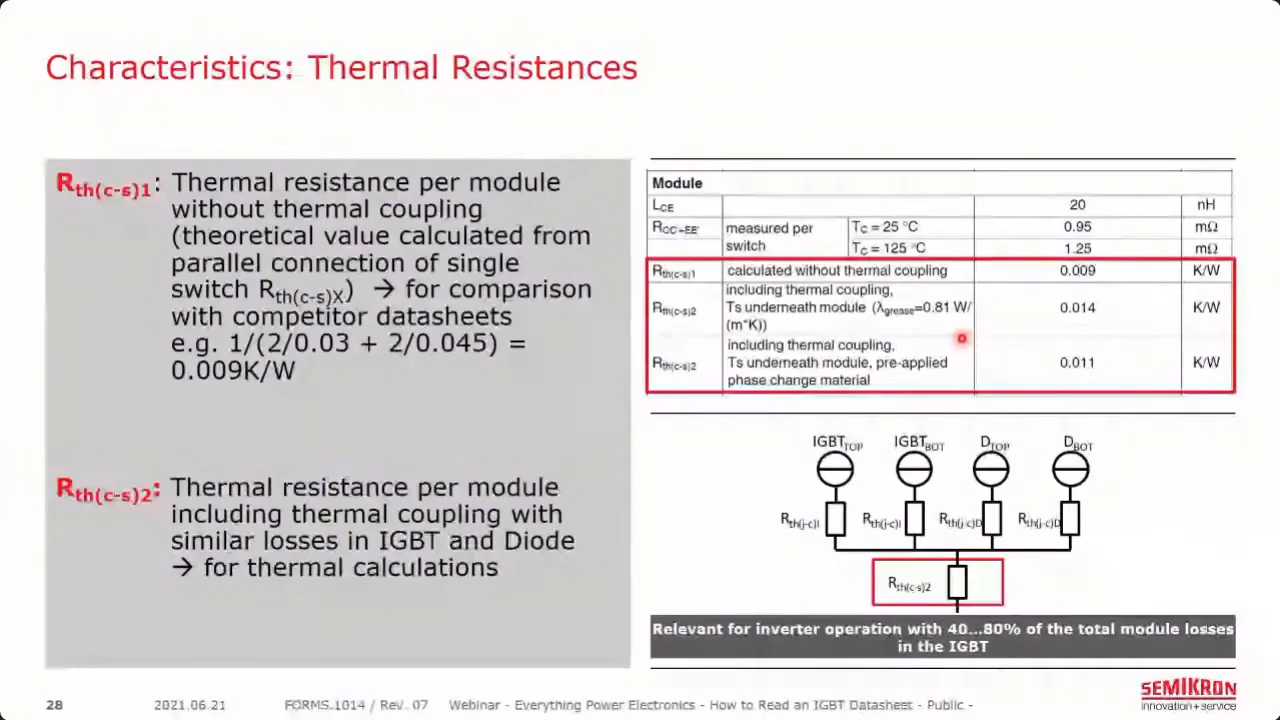 Characteristics: Thermal Resistances
Rth(c-s)1: Thermal resistance per module
without thermal coupling
(theoretical value calculated from
parallel connection of single
switch Rth(c-s)X) → for comparison
with competitor datasheets
e.g. 1/(2/0.03 + 2/0.045) =
0.009K/W
Rth(c-s)2: Thermal resistance per module
including thermal coupling with
similar losses in IGBT and Diode
→ for thermal calculations
Module
LCE 20 nH
RCC'+EE' measured per switch TC = 25 °C 0.95 mΩ
TC = 125 °C 1.25 mΩ
Rth(c-s)1 calculated without thermal coupling 0.009 K/W
including thermal coupling,
Rth(c-s)2 Ts underneath module (λgrease=0.81 W/ 0.014 K/W
(m*K))
including thermal coupling,
Rth(c-s)2 Ts underneath module, pre-applied 0.011 K/W
phase change material
IGBTTOP IGBTBOT DTOP DBOT
Rth(j-c)I Rth(j-c)I Rth(j-c)D Rth(j-c)D
Rth(c-s)2
Relevant for inverter operation with 40...80% of the total module losses
in the IGBT
28 2021.06.21 FORMS.1014 / Rev. 07 Webinar - Everything Power Electronics - How to Read an IGBT Datasheet - Public -
SEMIKRON
innovation+service